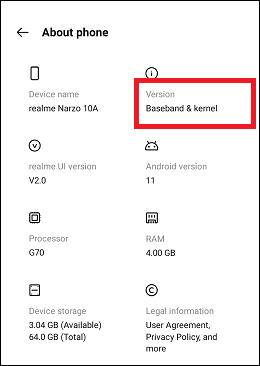 About phone
Device name
realme Narzo 10A
Version
Baseband & kernel
realme UI version
V2.0
Android version
11
Processor
G70
RAM
4.00 GB
Device storage
3.04 GB (Available)
64.0 GB (Total)
Legal information
User Agreement,
Privacy Policy, and
more